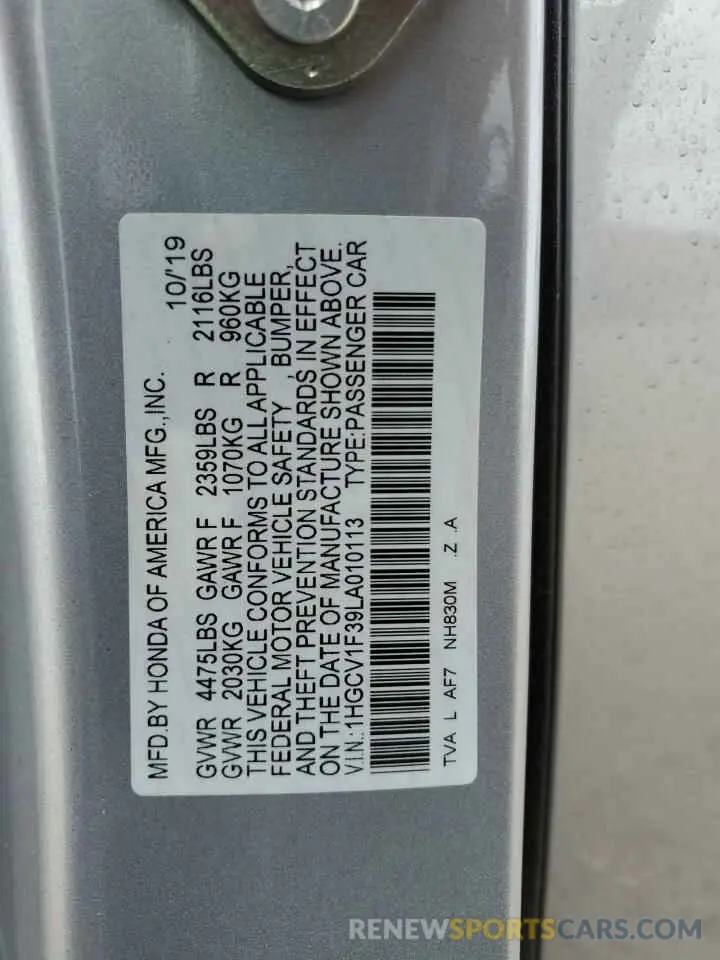 MFD.BY HONDA OF AMERICA MFG.,INC. 10/'19
GVWR 4475LBS GAWR F 2359LBS R 2116LBS
GVWR 2030KG GAWR F 1070KG R 960KG
THIS VEHICLE CONFORMS TO ALL APPLICABLE
FEDERAL MOTOR VEHICLE SAFETY , BUMPER,
AND THEFT PREVENTION STANDARDS IN EFFECT
ON THE DATE OF MANUFACTURE SHOWN ABOVE.
V.I.N.:1HGCV1F39LA010113 TYPE:PASSENGER CAR
TVA L AF7 NH830M .Z .A
RENEWSPORTSCARS.COM